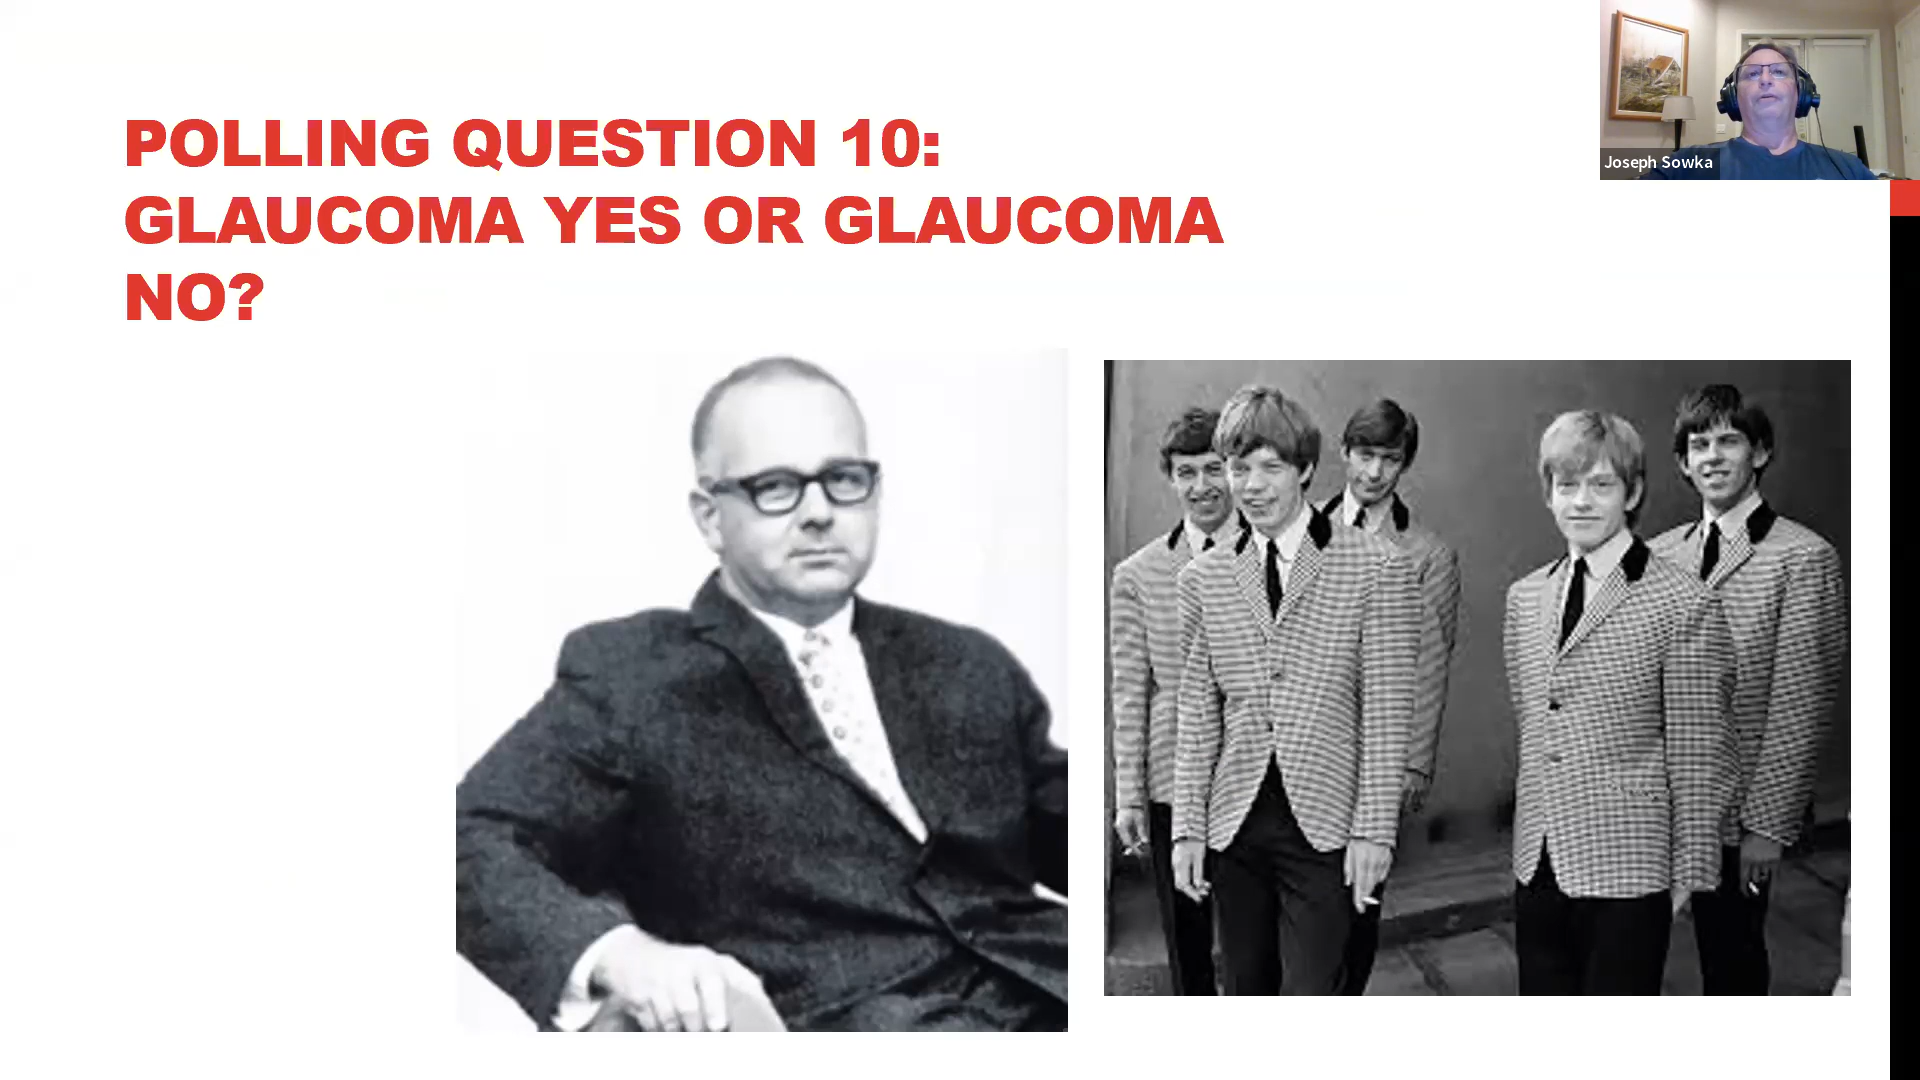 POLLING QUESTION 10:
GLAUCOMA YES OR GLAUCOMA
NO?
Joseph Sowka